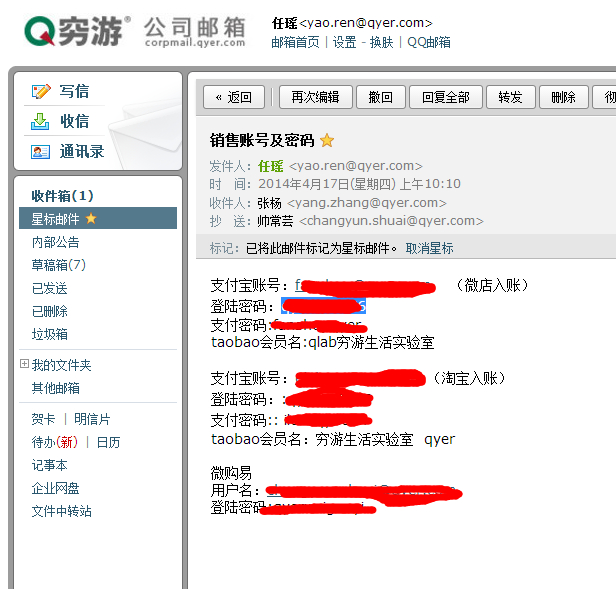 穷游® 公司邮箱
corpmail.qyer.com
任瑶<yao.ren@qyer.com>
邮箱首页 | 设置 - 换肤 | QQ邮箱
写信
收信
通讯录
收件箱(1)
星标邮件
内部公告
草稿箱(7)
已发送
已删除
垃圾箱
我的文件夹
其他邮箱
贺卡 | 明信片
待办(新) | 日历
记事本
企业网盘
文件中转站
« 返回 再次编辑 撤回 回复全部 转发 删除
销售账号及密码
发件人：任瑶 <yao.ren@qyer.com>
时 间：2014年4月17日(星期四) 上午10:10
收件人：张杨 <yang.zhang@qyer.com>
抄 送：帅常芸 <changyun.shuai@qyer.com>
标记：已将此邮件标记为星标邮件。 取消星标
支付宝账号： （微店入账）
登陆密码：
支付密码:
taobao会员名:qlab穷游生活实验室
支付宝账号： （淘宝入账）
登陆密码：
支付密码：:
taobao会员名：穷游生活实验室 qyer
微购易
用户名：
登陆密码: